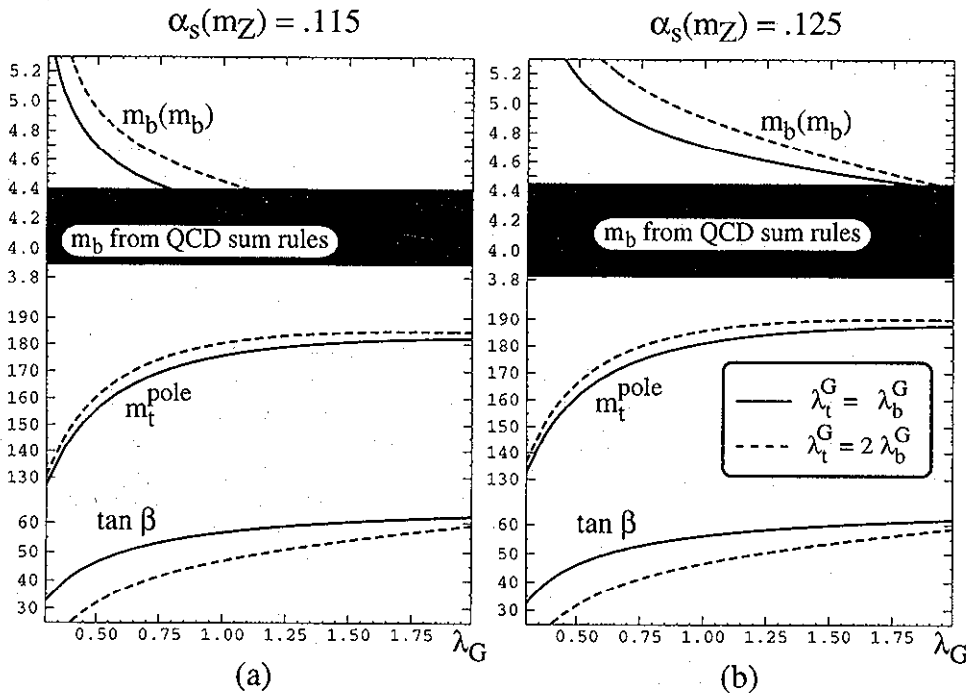 α_s(m_Z) = .115
5.2
5.0
4.8
4.6
4.4
4.2
4.0
3.8
190
180
170
160
150
140
130
60
50
40
30
m_b(m_b)
m_b from QCD sum rules
m_t^pole
tan β
0.50 0.75 1.00 1.25 1.50 1.75 λ_G
(a)
α_s(m_Z) = .125
5.2
5.0
4.8
4.6
4.4
4.2
4.0
3.8
190
180
170
160
150
140
130
60
50
40
30
m_b(m_b)
m_b from QCD sum rules
m_t^pole
λ_t^G = λ_b^G
λ_t^G = 2 λ_b^G
tan β
0.50 0.75 1.00 1.25 1.50 1.75 λ_G
(b)